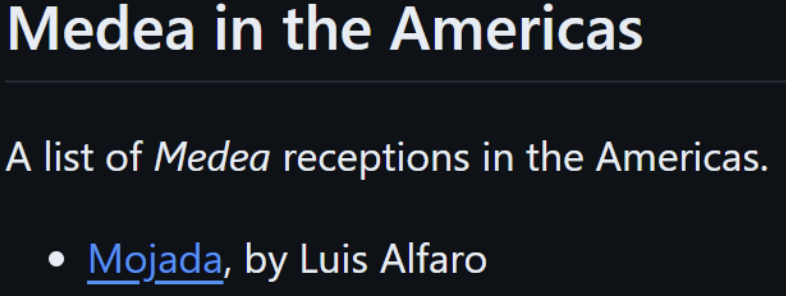 Medea in the Americas
A list of Medea receptions in the Americas.
Mojada, by Luis Alfaro